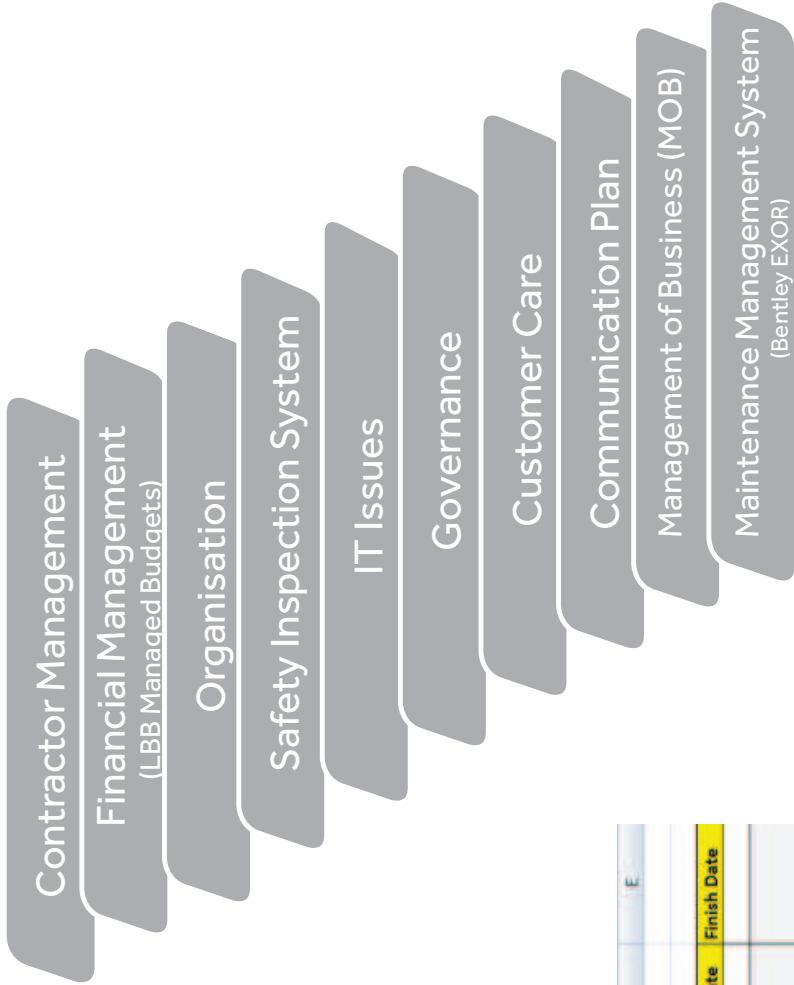 Contractor Management
Financial Management
(LBB Managed Budgets)
Organisation
Safety Inspection System
IT Issues
Governance
Customer Care
Communication Plan
Management of Business (MOB)
Maintenance Management System
(Bentley EXOR)
E
Finish Date